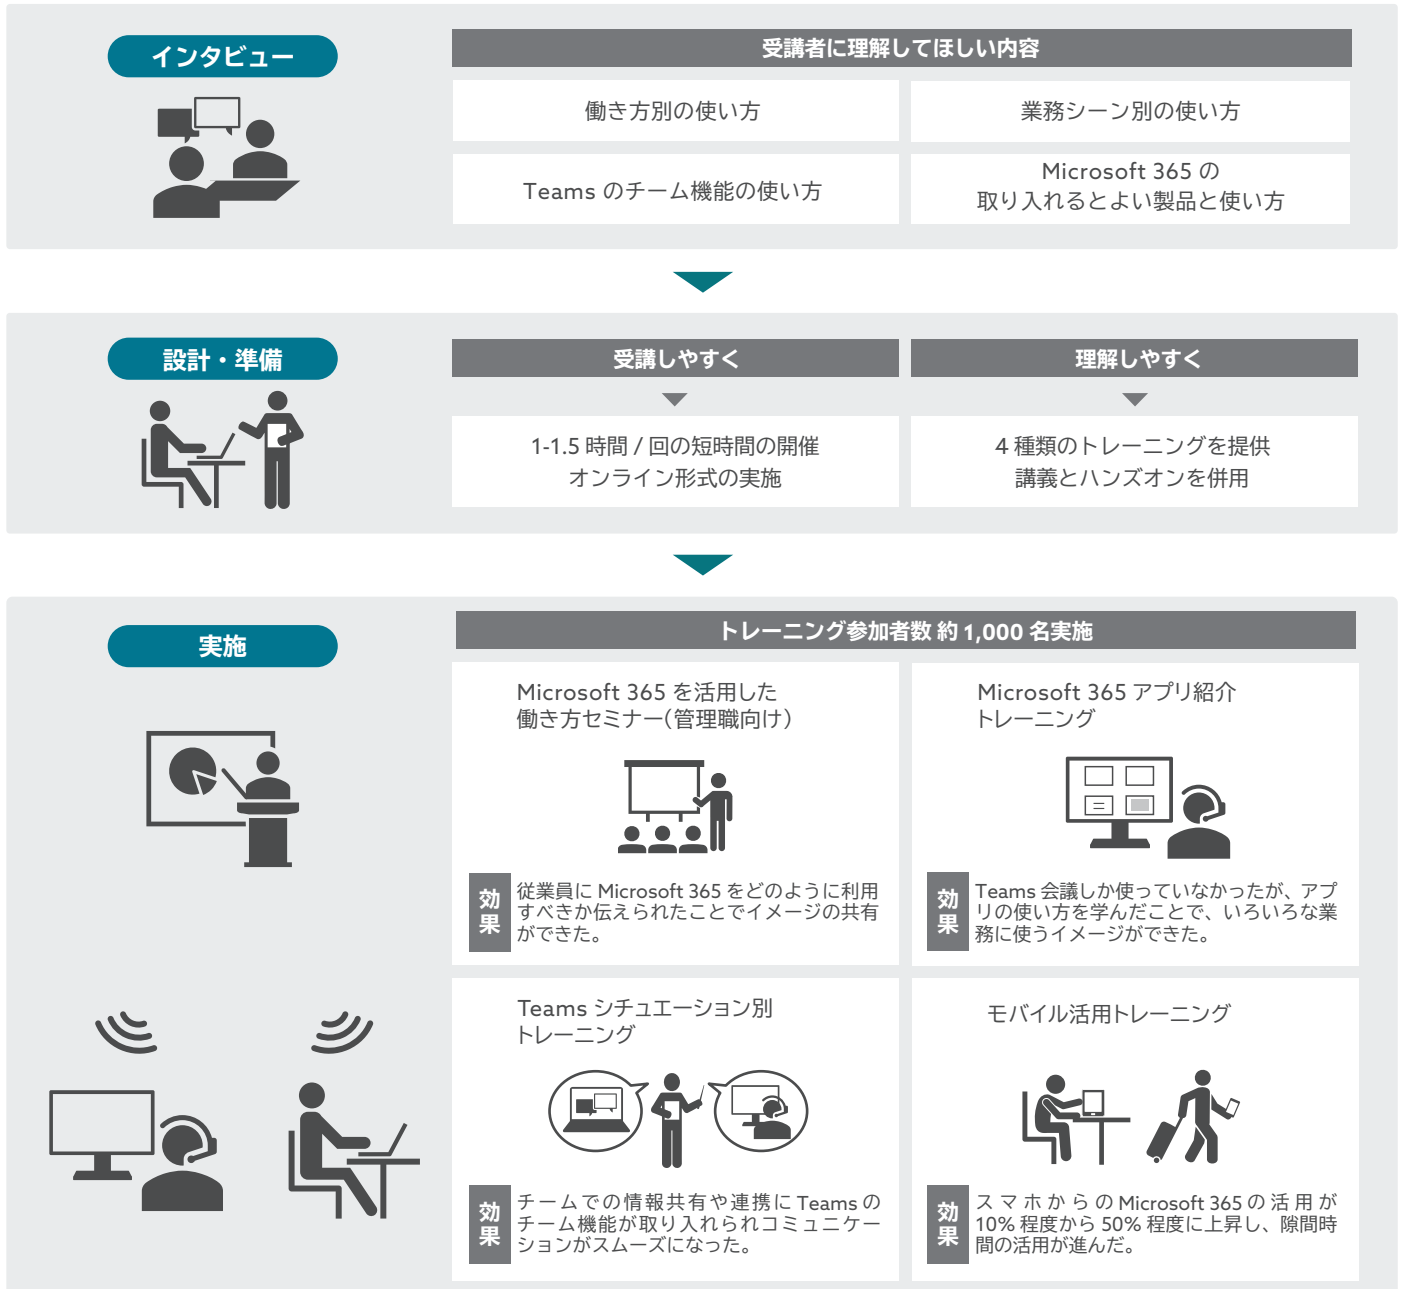 インタビュー
受講者に理解してほしい内容
働き方別の使い方
業務シーン別の使い方
Teams のチーム機能の使い方
Microsoft 365 の
取り入れるとよい製品と使い方
設計・準備
受講しやすく
1-1.5 時間 / 回の短時間の開催
オンライン形式の実施
理解しやすく
4 種類のトレーニングを提供
講義とハンズオンを併用
実施
トレーニング参加者数 約 1,000 名実施
Microsoft 365 を活用した
働き方セミナー(管理職向け)
効果
従業員に Microsoft 365 をどのように利用
すべきか伝えられたことでイメージの共有
ができた。
Microsoft 365 アプリ紹介
トレーニング
効果
Teams 会議しか使っていなかったが、アプ
リの使い方を学んだことで、いろいろな業
務に使うイメージができた。
Teams シチュエーション別
トレーニング
効果
チームでの情報共有や連携に Teams の
チーム機能が取り入れられコミュニケー
ションがスムーズになった。
モバイル活用トレーニング
効果
スマホからの Microsoft 365 の活用が
10% 程度から 50% 程度に上昇し、隙間時
間の活用が進んだ。